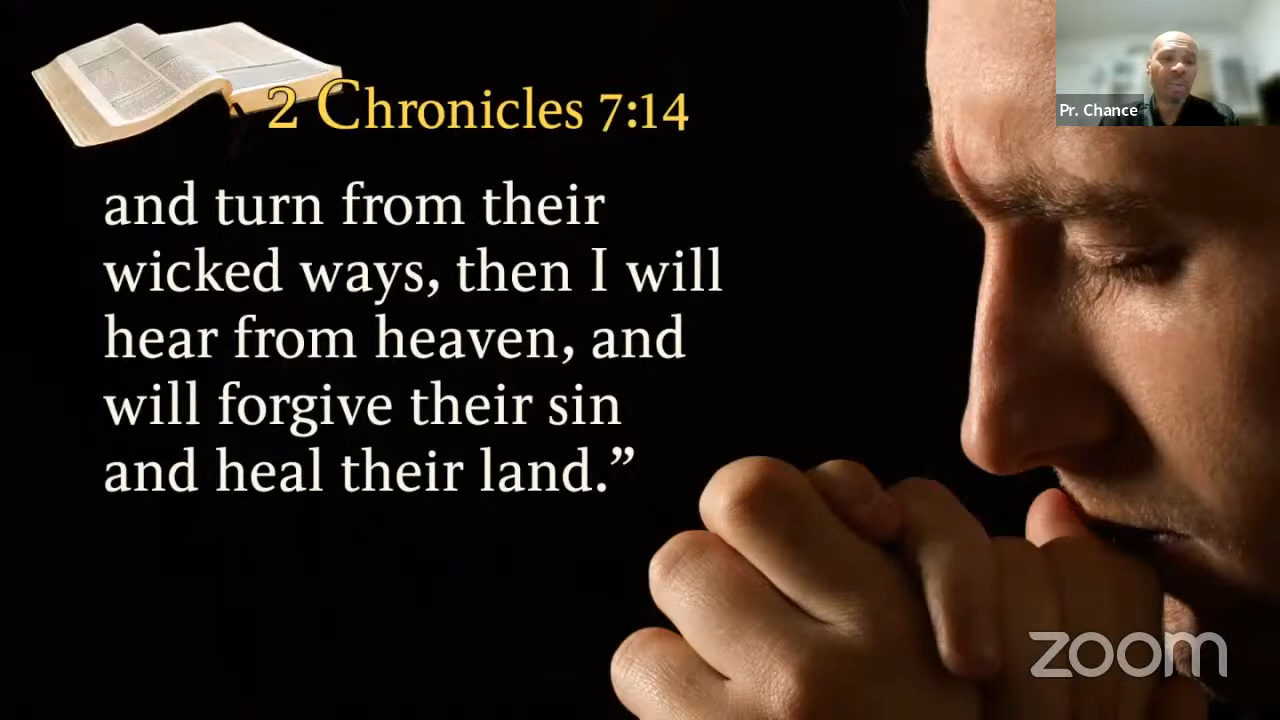 2 Chronicles 7:14
Pr. Chance
and turn from their
wicked ways, then I will
hear from heaven, and
will forgive their sin
and heal their land.”
zoom